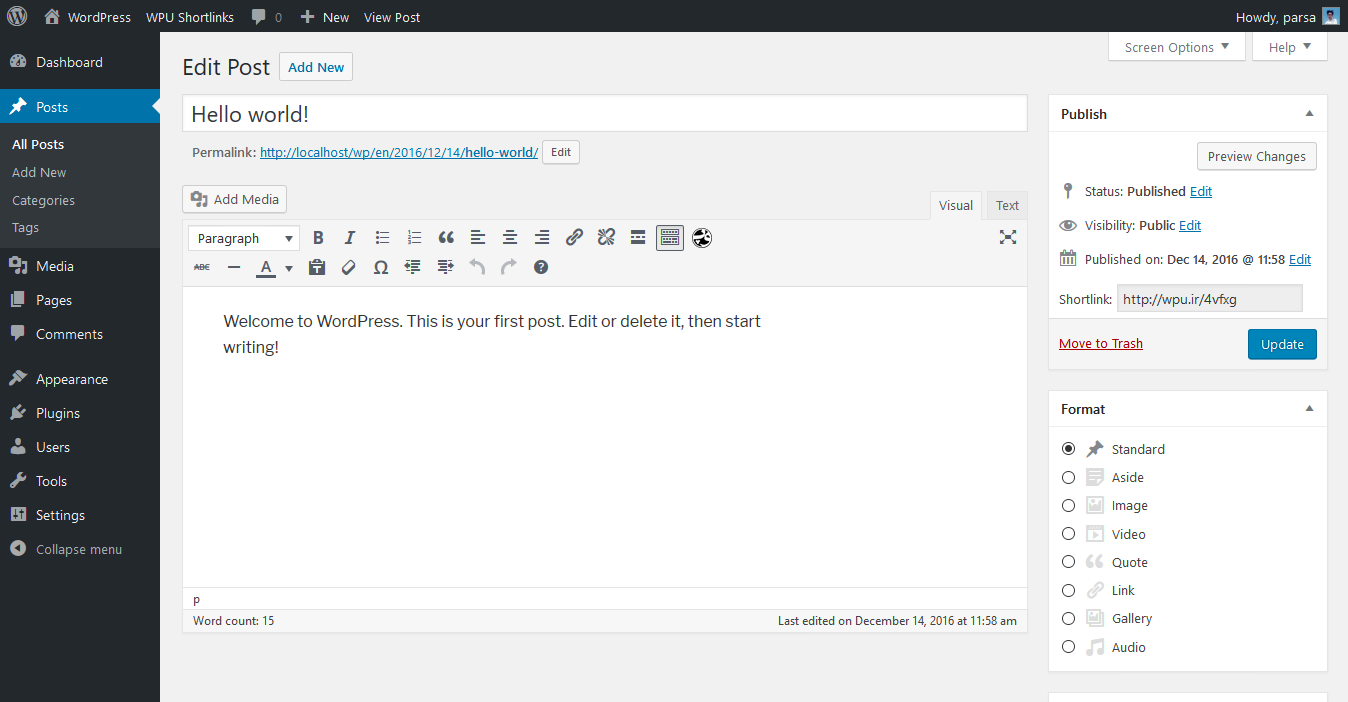 WordPress WPU Shortlinks 0 New View Post Howdy, parsa
Dashboard
Posts
All Posts
Add New
Categories
Tags
Media
Pages
Comments
Appearance
Plugins
Users
Tools
Settings
Collapse menu
Screen Options Help
Edit Post Add New
Hello world!
Permalink: http://localhost/wp/en/2016/12/14/hello-world/ Edit
Add Media
Visual Text
Paragraph B I
ABC A Ω
Welcome to WordPress. This is your first post. Edit or delete it, then start
writing!
p
Word count: 15 Last edited on December 14, 2016 at 11:58 am
Publish
Preview Changes
Status: Published Edit
Visibility: Public Edit
Published on: Dec 14, 2016 @ 11:58 Edit
Shortlink: http://wpu.ir/4vfxg
Move to Trash Update
Format
Standard
Aside
Image
Video
Quote
Link
Gallery
Audio